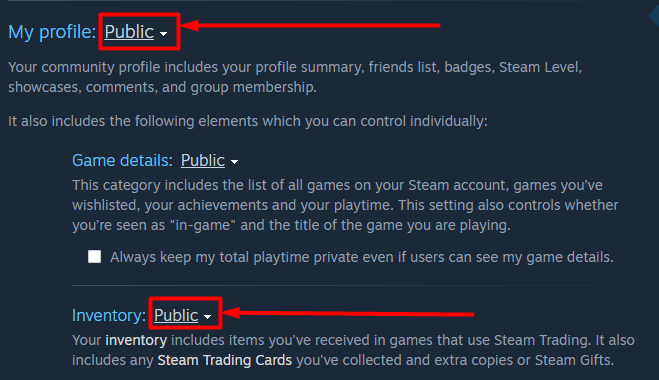 My profile: Public
Your community profile includes your profile summary, friends list, badges, Steam Level,
showcases, comments, and group membership.
It also includes the following elements which you can control individually:
Game details: Public
This category includes the list of all games on your Steam account, games you've
wishlisted, your achievements and your playtime. This setting also controls whether
you're seen as "in-game" and the title of the game you are playing.
Always keep my total playtime private even if users can see my game details.
Inventory: Public
Your inventory includes items you've received in games that use Steam Trading. It also
includes any Steam Trading Cards you've collected and extra copies or Steam Gifts.